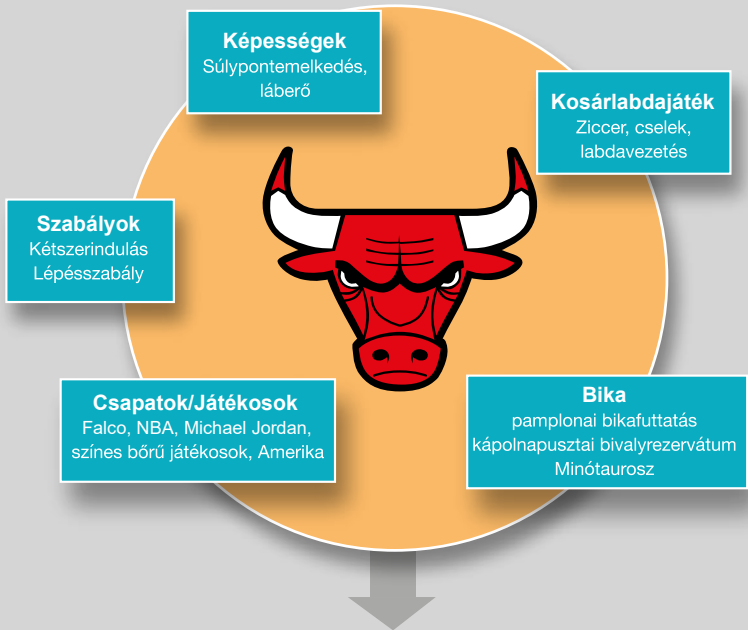 Képességek
Súlypontemelkedés,
láberő
Kosárlabdajáték
Ziccer, cselek,
labdavezetés
Szabályok
Kétszerindulás
Lépésszabály
Csapatok/Játékosok
Falco, NBA, Michael Jordan,
színes bőrű játékosok, Amerika
Bika
pamplonai bikafuttatás
kápolnapusztai bivalyrezervátum
Minótaurosz